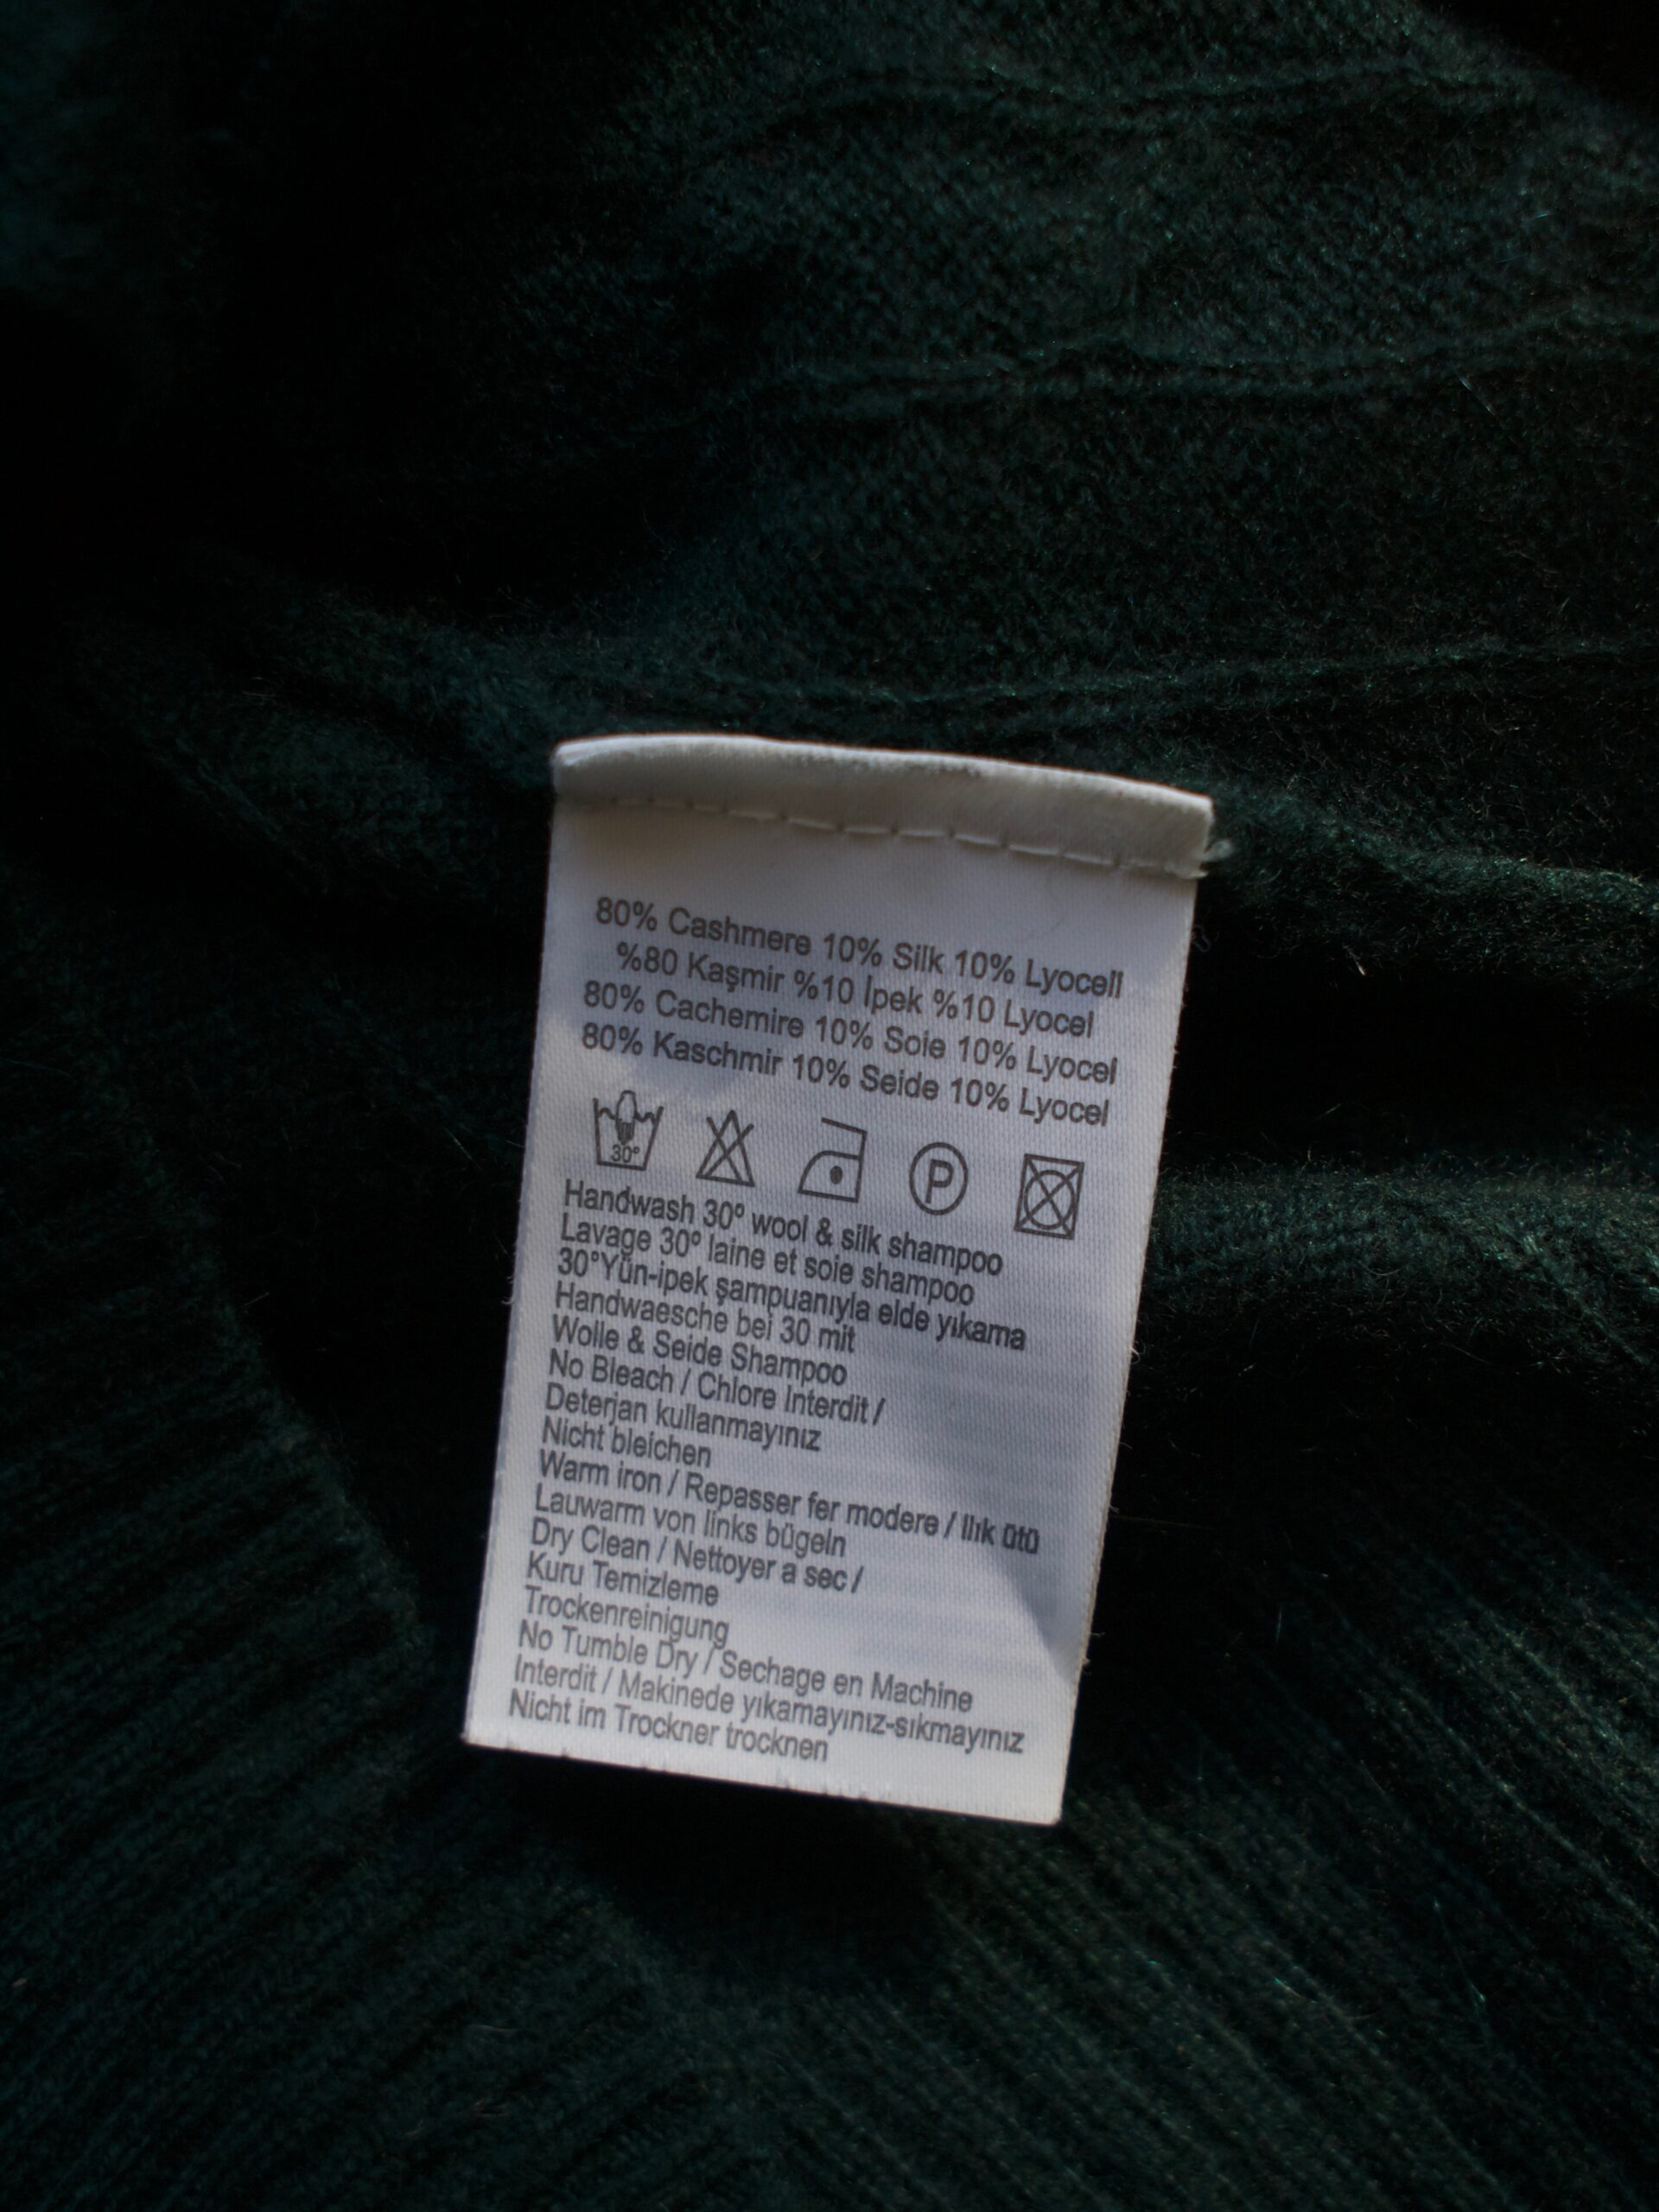 80% Cashmere 10% Silk 10% Lyocell
%80 Kaşmir %10 İpek %10 Lyocel
80% Cachemire 10% Soie 10% Lyocel
80% Kaschmir 10% Seide 10% Lyocel
30° P
Handwash 30º wool & silk shampoo
Lavage 30º laine et soie shampoo
30°Yün-ipek şampuanıyla elde yıkama
Handwaesche bei 30 mit
Wolle & Seide Shampoo
No Bleach / Chlore Interdit /
Deterjan kullanmayınız
Nicht bleichen
Warm iron / Repasser fer modere / Ilık ütü
Lauwarm von links bügeln
Dry Clean / Nettoyer a sec /
Kuru Temizleme
Trockenreinigung
No Tumble Dry / Sechage en Machine
Interdit / Makinede yıkamayınız-sıkmayınız
Nicht im Trockner trocknen